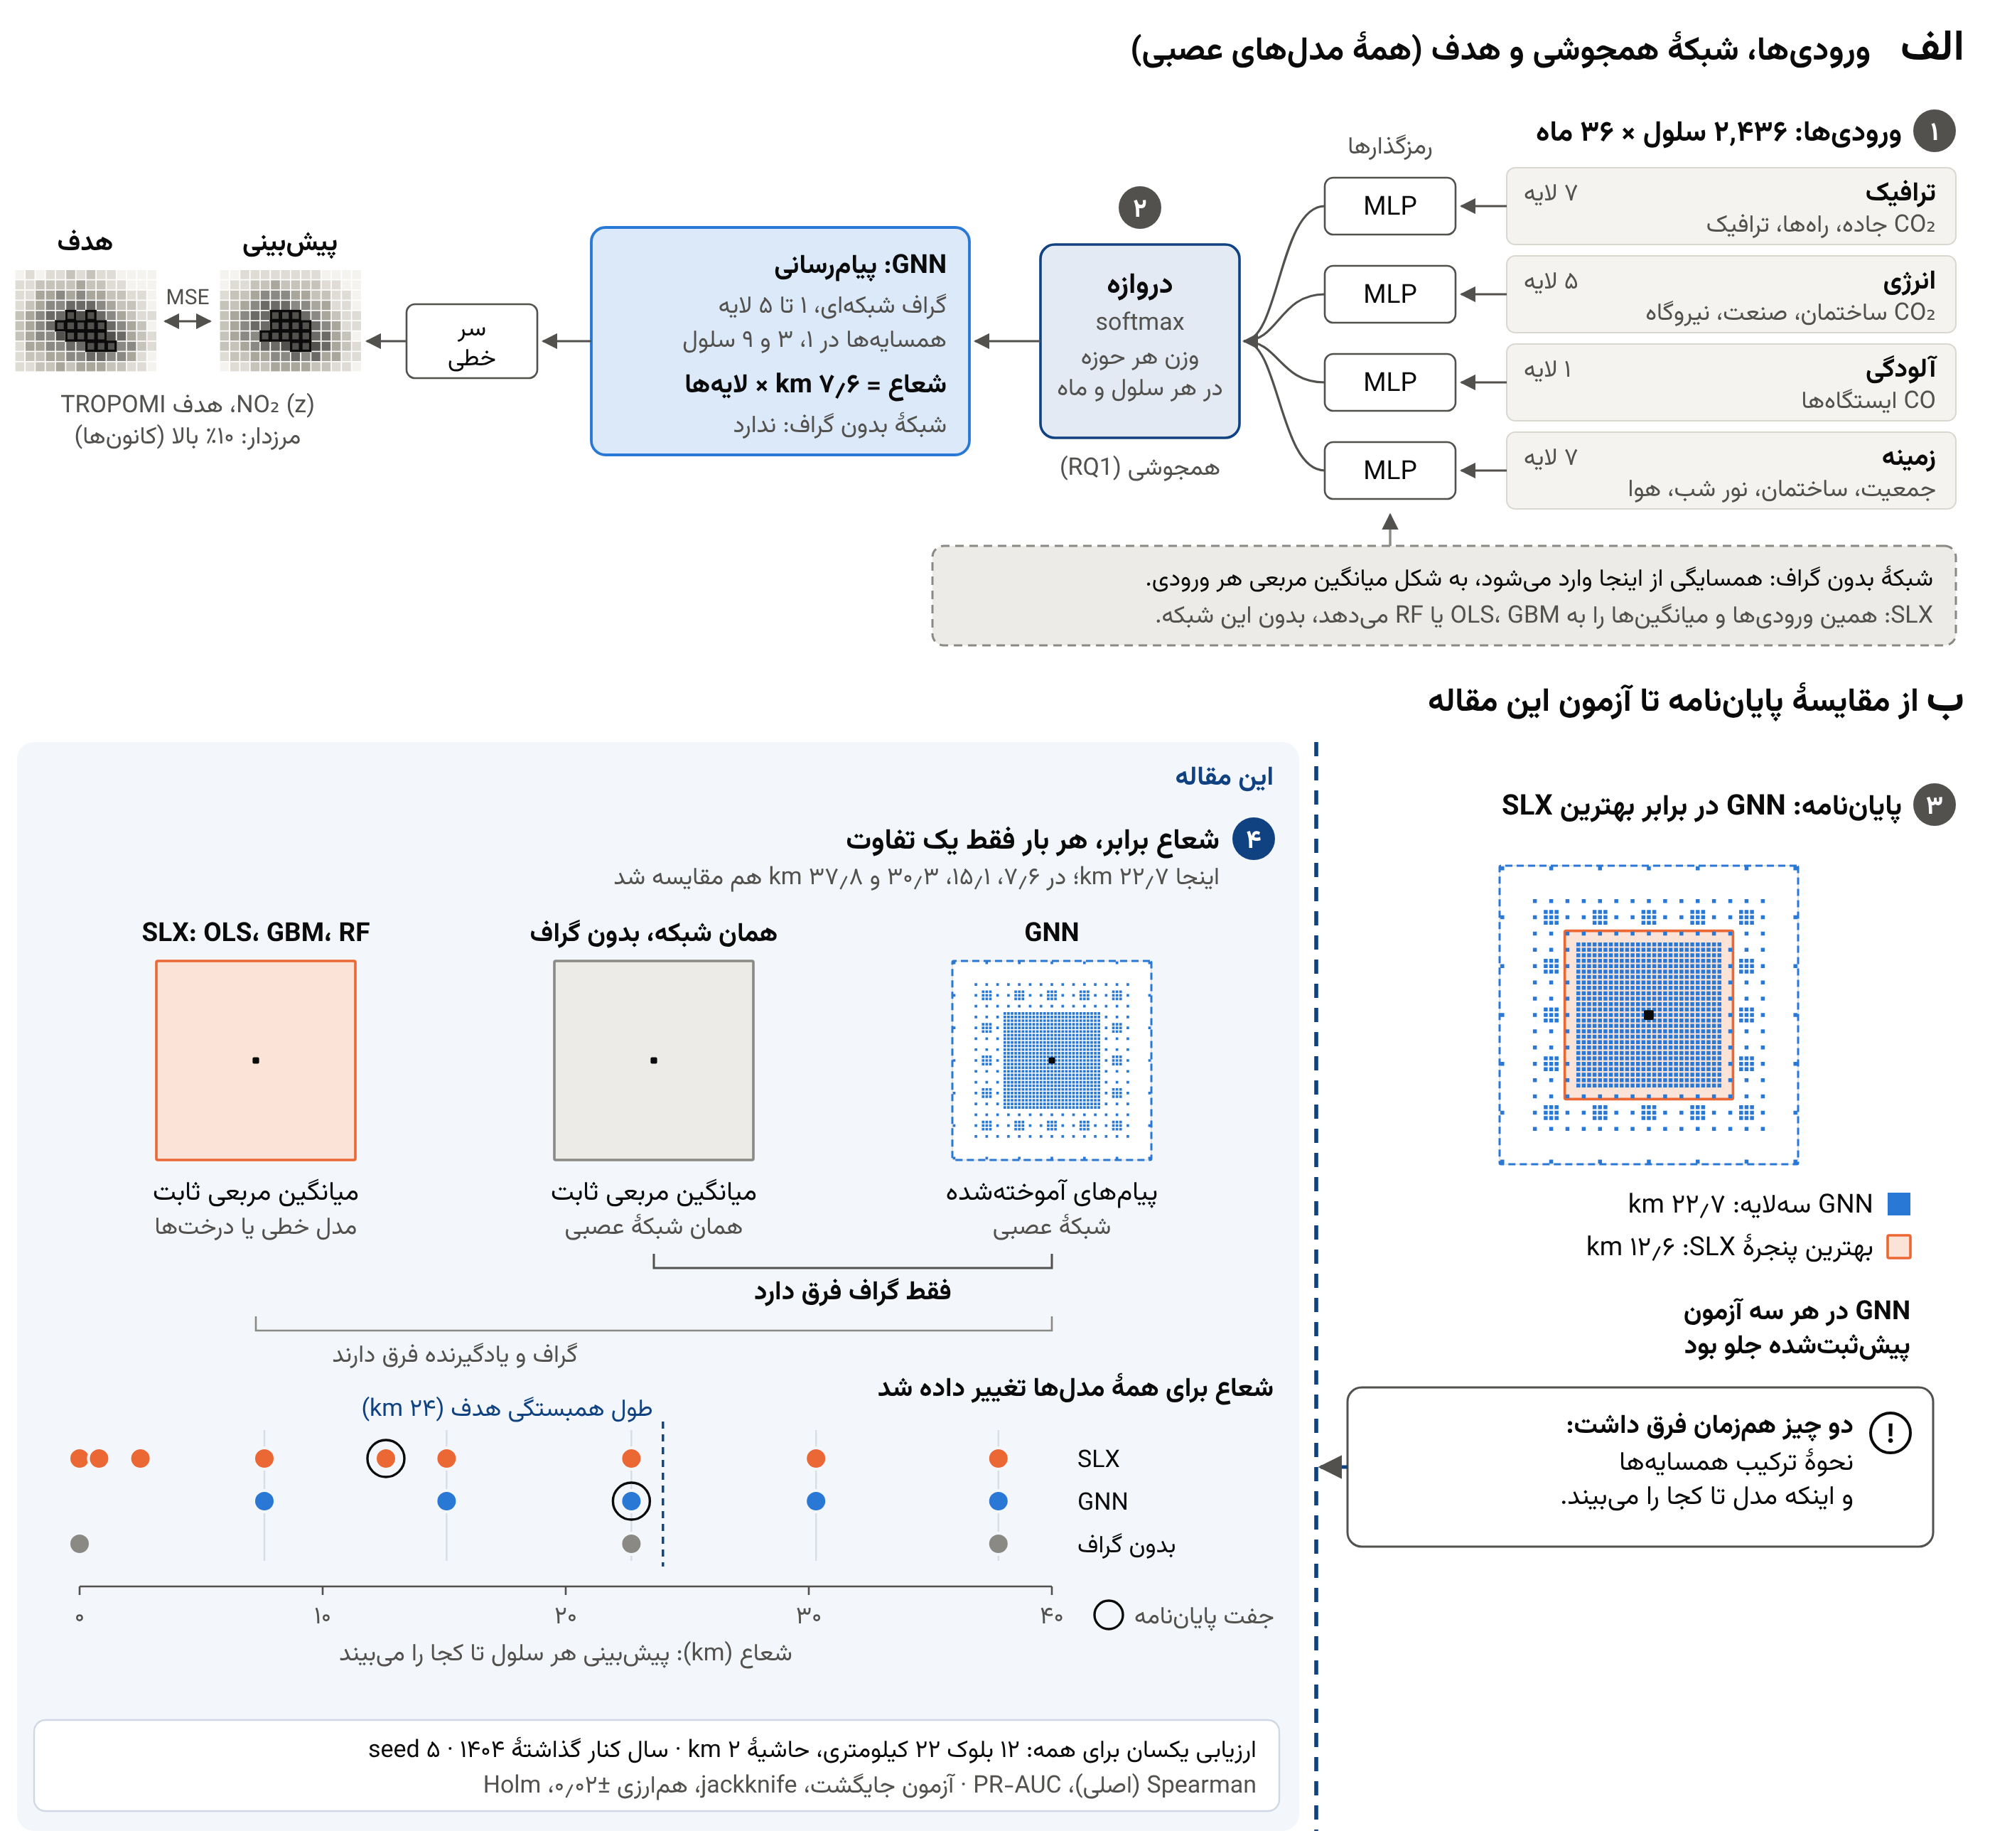 الف ورودی‌ها، شبکهٔ همجوشی و هدف (همهٔ مدل‌های عصبی)
۱ ورودی‌ها: ۲,۴۳۶ سلول × ۳۶ ماه
ترافیک ۷ لایه
CO₂ جاده، راه‌ها، ترافیک
انرژی ۵ لایه
CO₂ ساختمان، صنعت، نیروگاه
آلودگی ۱ لایه
CO ایستگاه‌ها
زمینه ۷ لایه
جمعیت، ساختمان، نور شب، هوا
رمزگذارها
MLP
MLP
MLP
MLP
۲
دروازه
softmax
وزن هر حوزه
در هر سلول و ماه
همجوشی (RQ1)
GNN: پیام‌رسانی
گراف شبکه‌ای، ۱ تا ۵ لایه
همسایه‌ها در ۱، ۳ و ۹ سلول
شعاع = ۷٫۶ km × لایه‌ها
شبکهٔ بدون گراف: ندارد
سر
خطی
پیش‌بینی
MSE
هدف
NO₂ (z)، هدف TROPOMI
مرزدار: ۱۰٪ بالا (کانون‌ها)
شبکهٔ بدون گراف: همسایگی از اینجا وارد می‌شود، به شکل میانگین مربعی هر ورودی.
SLX: همین ورودی‌ها و میانگین‌ها را به OLS، GBM یا RF می‌دهد، بدون این شبکه.
ب از مقایسهٔ پایان‌نامه تا آزمون این مقاله
۳ پایان‌نامه: GNN در برابر بهترین SLX
GNN سه‌لایه: ۲۲٫۷ km
بهترین پنجرهٔ SLX: ۱۲٫۶ km
GNN در هر سه آزمون
پیش‌ثبت‌شده جلو بود
! دو چیز هم‌زمان فرق داشت:
نحوهٔ ترکیب همسایه‌ها
و اینکه مدل تا کجا را می‌بیند.
این مقاله
۴ شعاع برابر، هر بار فقط یک تفاوت
اینجا ۲۲٫۷ km؛ در ۷٫۶، ۱۵٫۱، ۳۰٫۳ و ۳۷٫۸ km هم مقایسه شد
GNN
پیام‌های آموخته‌شده
شبکهٔ عصبی
همان شبکه، بدون گراف
میانگین مربعی ثابت
همان شبکهٔ عصبی
SLX: OLS، GBM، RF
میانگین مربعی ثابت
مدل خطی یا درخت‌ها
فقط گراف فرق دارد
گراف و یادگیرنده فرق دارند
شعاع برای همهٔ مدل‌ها تغییر داده شد
طول همبستگی هدف (۲۴ km)
SLX
GNN
بدون گراف
۰ ۱۰ ۲۰ ۳۰ ۴۰
جفت پایان‌نامه
شعاع (km): پیش‌بینی هر سلول تا کجا را می‌بیند
ارزیابی یکسان برای همه: ۱۲ بلوک ۲۲ کیلومتری، حاشیهٔ ۲ km · سال کنار گذاشتهٔ ۱۴۰۴ · ۵ seed
Spearman (اصلی)، PR-AUC · آزمون جایگشت، jackknife، هم‌ارزی ±۰٫۰۲، Holm